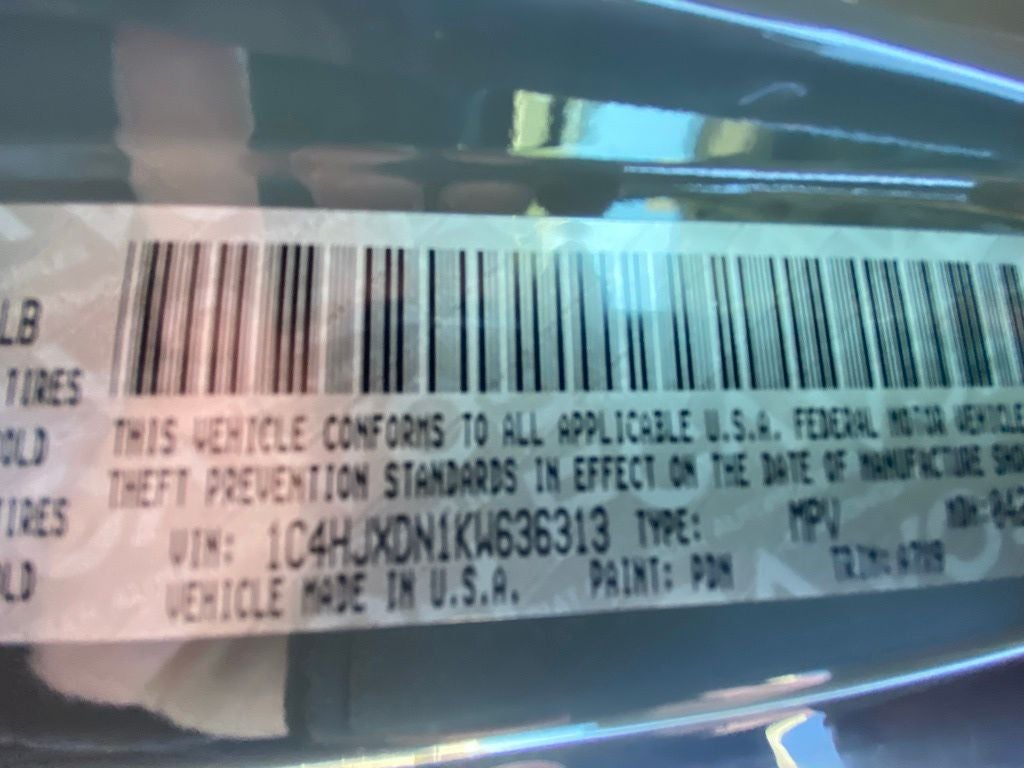 LB
TIRES
OLD
TIRES
OLD
THIS VEHICLE CONFORMS TO ALL APPLICABLE U.S.A. FEDERAL MOTOR VEHICLE
THEFT PREVENTION STANDARDS IN EFFECT ON THE DATE OF MANUFACTURE
VIN: 1C4HJXDN1KW636313 TYPE: MPV
VEHICLE MADE IN U.S.A. PAINT: PDN TRIM: